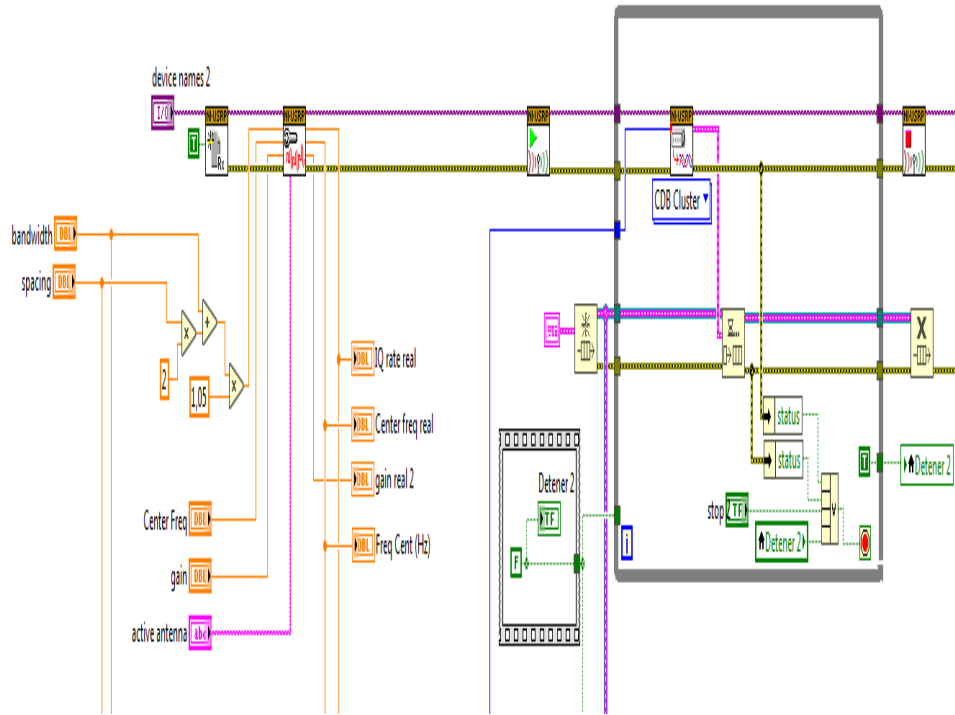 device names 2
I/O
NI-USRP
NI-USRP
NI-USRP
NI-USRP
NI-USRP
T
Rx
CDB Cluster
bandwidth
DBL
spacing
DBL
x
+
2
1,05
x
DBL
IQ rate real
DBL
Center freq real
DBL
gain real 2
DBL
Freq Cent (Hz)
Center Freq
DBL
gain
DBL
active antenna
abc
Detener 2
TF
F
status
status
stop
TF
V
Detener 2
i
T
Detener 2